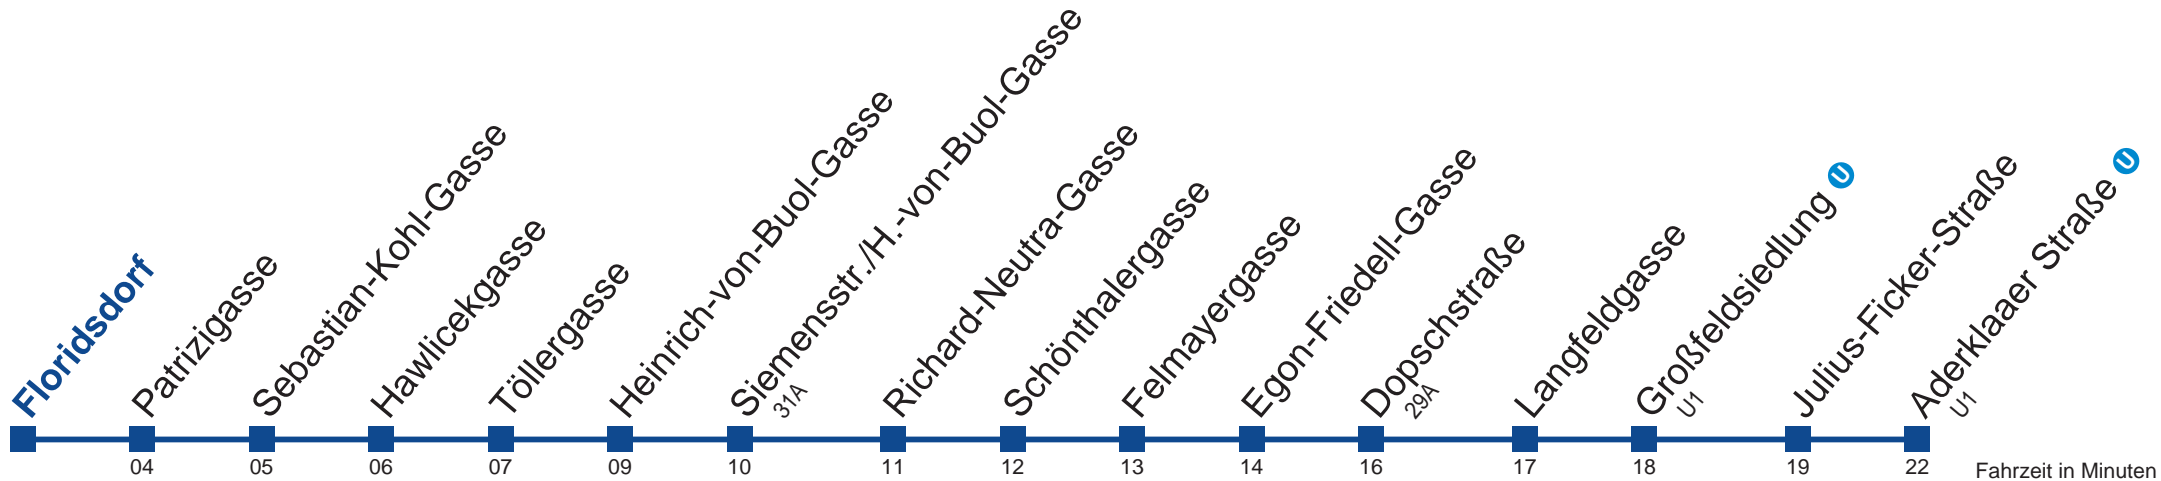 Floridsdorf
Patrizigasse
Sebastian-Kohl-Gasse
Hawlicekgasse
Töllergasse
Heinrich-von-Buol-Gasse
Siemensstr./H.-von-Buol-Gasse
31A
Richard-Neutra-Gasse
Schönthalergasse
Felmayergasse
Egon-Friedell-Gasse
Dopschstraße
29A
Langfeldgasse
Großfeldsiedlung U
U1
Julius-Ficker-Straße
Aderklaaer Straße U
U1
04 05 06 07 09 10 11 12 13 14 16 17 18 19 22 Fahrzeit in Minuten